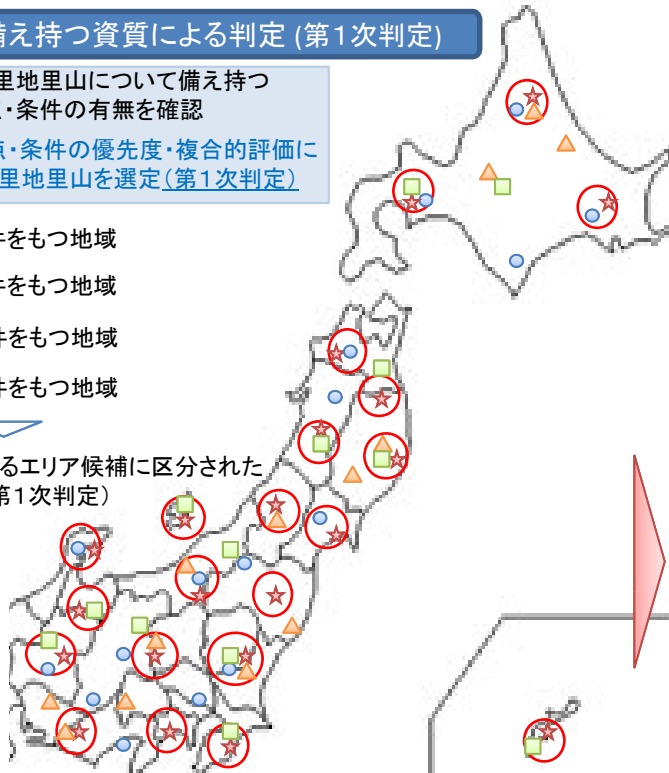 備え持つ資質による判定 (第1次判定)
里地里山について備え持つ
・条件の有無を確認
点・条件の優先度・複合的評価に
里地里山を選定(第1次判定)
件をもつ地域
件をもつ地域
件をもつ地域
件をもつ地域
るエリア候補に区分された
第1次判定)